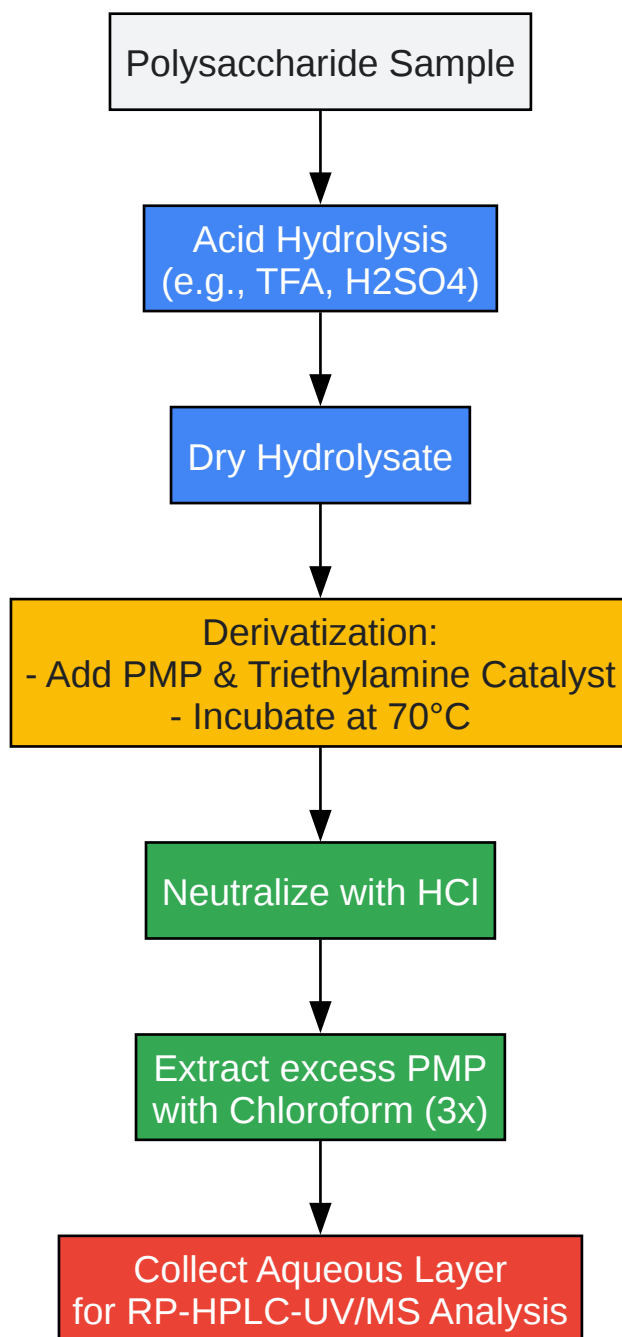 Polysaccharide Sample
Acid Hydrolysis
(e.g., TFA, H2SO4)
Dry Hydrolysate
Derivatization:
- Add PMP & Triethylamine Catalyst
- Incubate at 70°C
Neutralize with HCl
Extract excess PMP
with Chloroform (3x)
Collect Aqueous Layer
for RP-HPLC-UV/MS Analysis